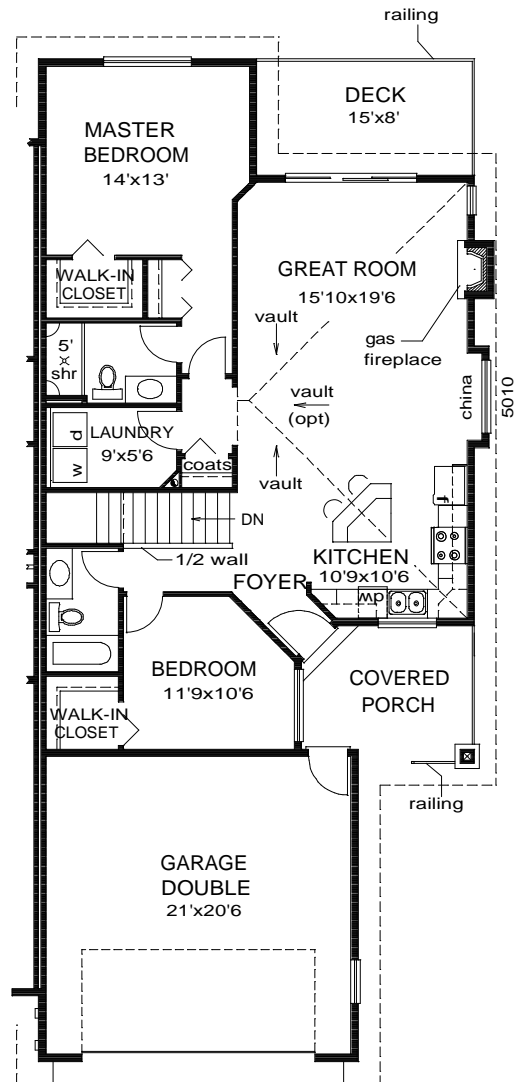 railing
DECK
15'x8'
MASTER
BEDROOM
14'x13'
WALK-IN
CLOSET
GREAT ROOM
15'10x19'6
vault
gas
fireplace
5'
shr
vault
(opt)
china
5010
LAUNDRY
9'x5'6
d
w
coats
vault
f
DN
1/2 wall
KITCHEN
10'9x10'6
FOYER
dw
BEDROOM
11'9x10'6
COVERED
PORCH
WALK-IN
CLOSET
railing
GARAGE
DOUBLE
21'x20'6